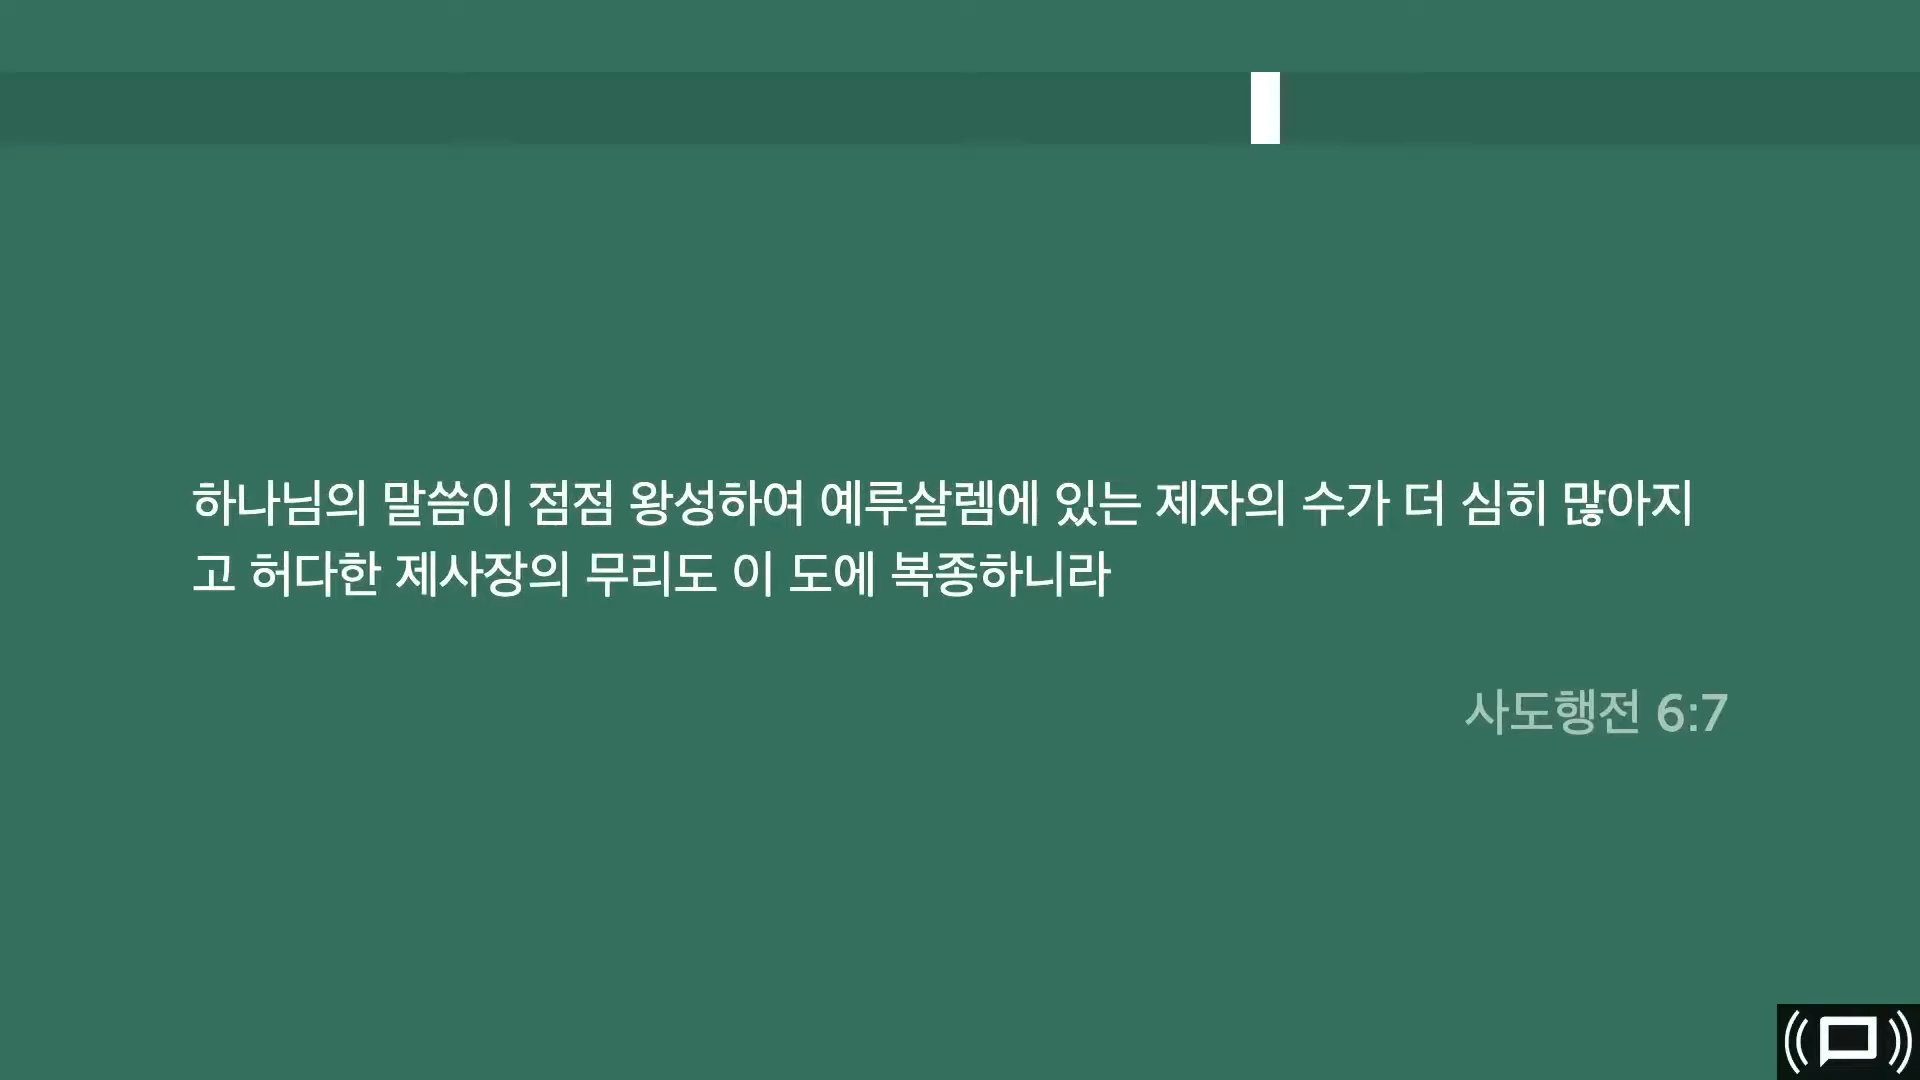 하나님의 말씀이 점점 왕성하여 예루살렘에 있는 제자의 수가 더 심히 많아지
고 허다한 제사장의 무리도 이 도에 복종하니라
사도행전 6:7